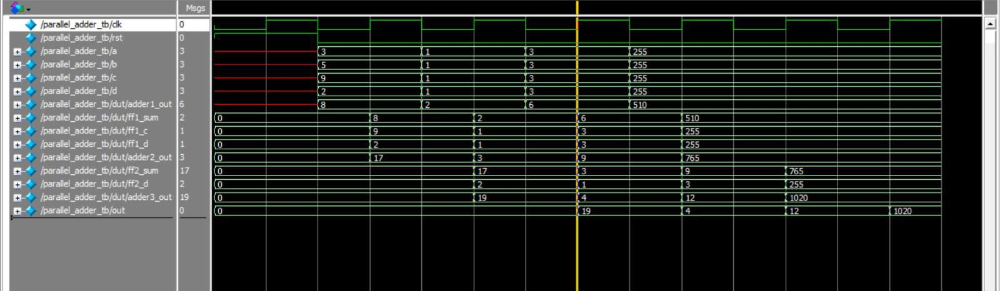 Msgs
/parallel_adder_tb/clk 0
/parallel_adder_tb/rst 0
/parallel_adder_tb/a 3 3 1 3 255
/parallel_adder_tb/b 3 5 1 3 255
/parallel_adder_tb/c 3 9 1 3 255
/parallel_adder_tb/d 3 2 1 3 255
/parallel_adder_tb/dut/adder1_out 6 8 2 6 510
/parallel_adder_tb/dut/ff1_sum 2 0 8 2 6 510
/parallel_adder_tb/dut/ff1_c 1 0 9 1 3 255
/parallel_adder_tb/dut/ff1_d 1 0 2 1 3 255
/parallel_adder_tb/dut/adder2_out 3 0 17 3 9 765
/parallel_adder_tb/dut/ff2_sum 17 0 17 3 9 765
/parallel_adder_tb/dut/ff2_d 2 0 2 1 3 255
/parallel_adder_tb/dut/adder3_out 19 0 19 4 12 1020
/parallel_adder_tb/out 0 0 19 4 12 1020